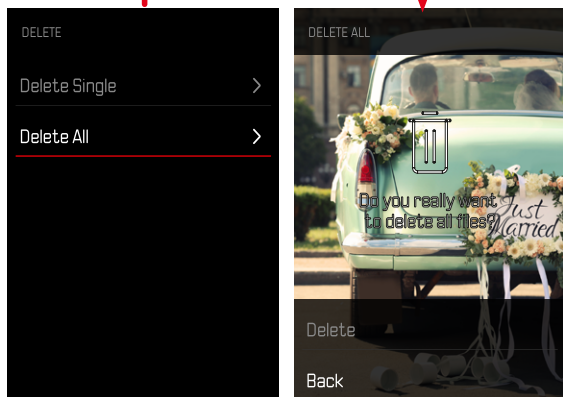 DELETE
Delete Single
Delete All
DELETE ALL
Do you really want
to delete all files?
Just
Married
Delete
Back